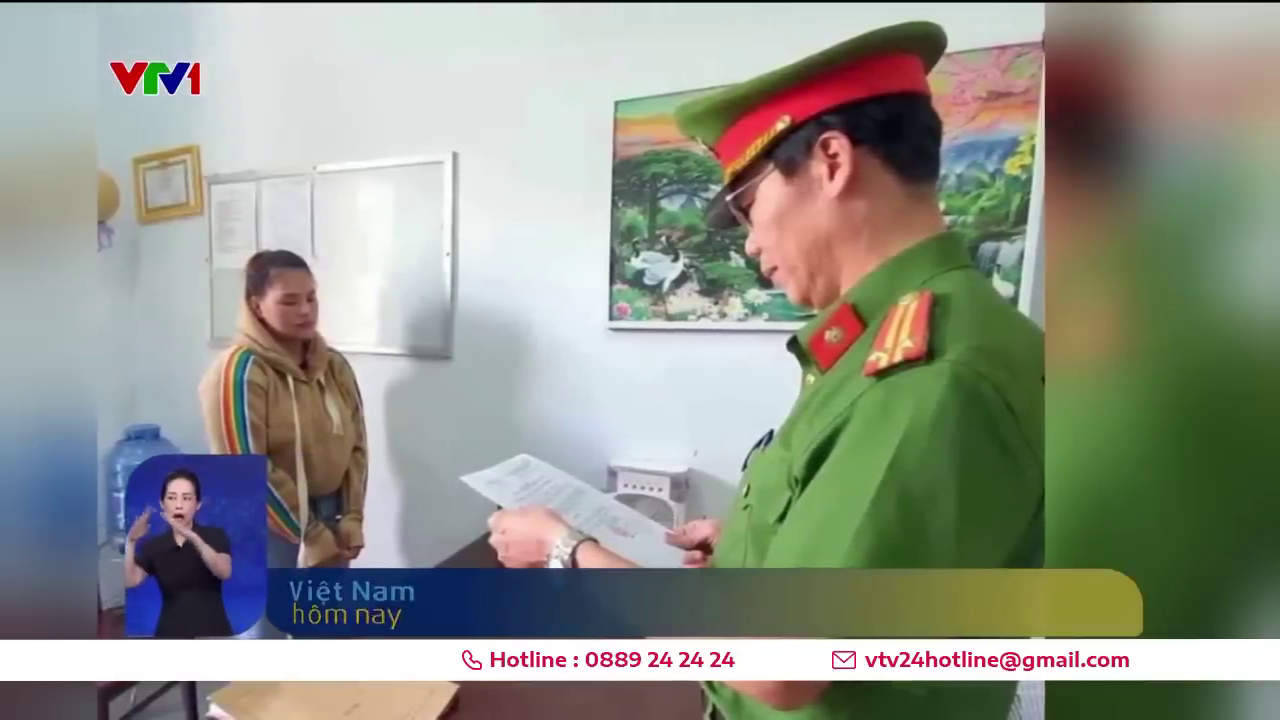 VTV1
Việt Nam
hôm nay
Hotline : 0889 24 24 24
vtv24hotline@gmail.com